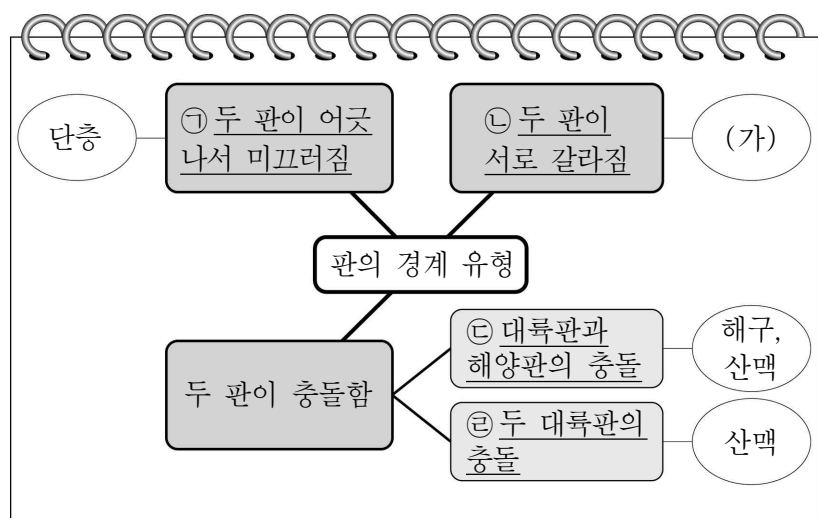 단층
㉠ 두 판이 어긋
나서 미끄러짐
㉡ 두 판이
서로 갈라짐
(가)
판의 경계 유형
두 판이 충돌함
㉢ 대륙판과
해양판의 충돌
해구,
산맥
㉣ 두 대륙판의
충돌
산맥